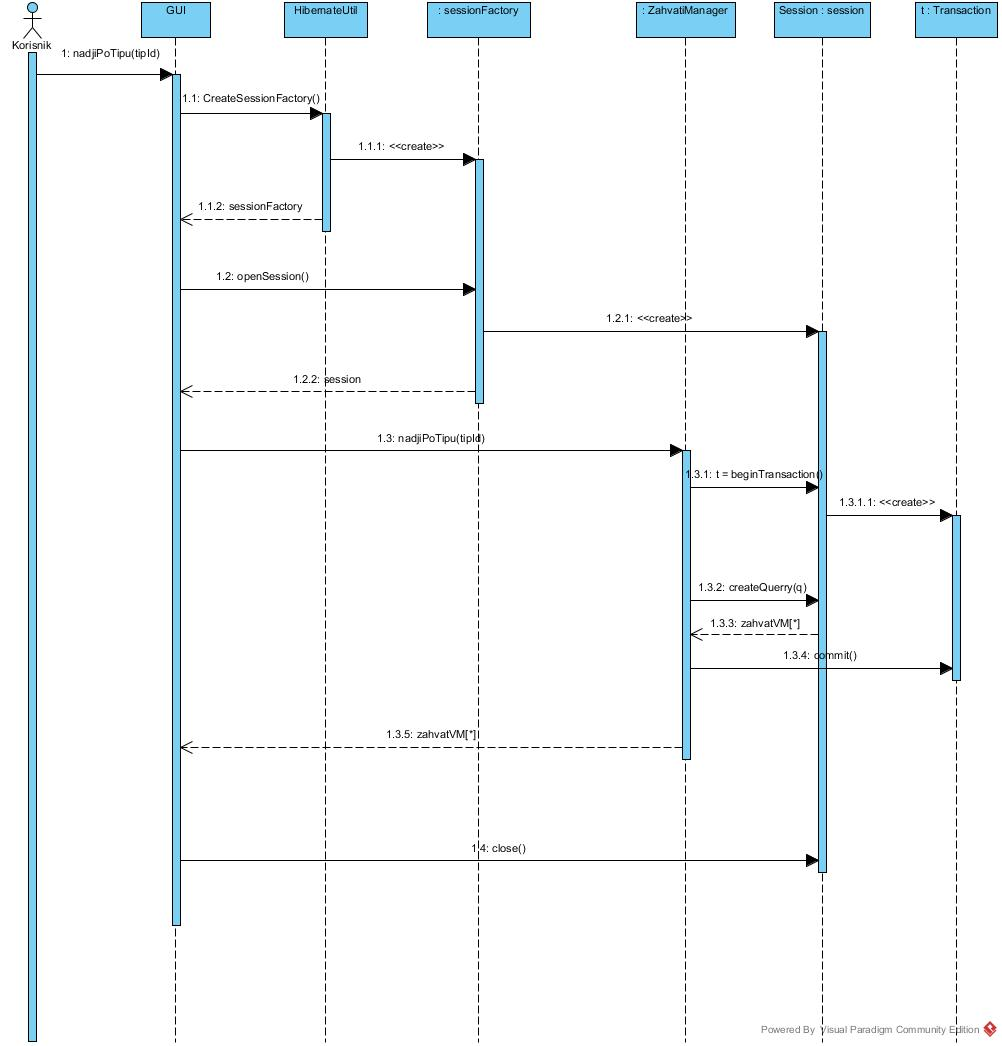 GUI
HibernateUtil
: sessionFactory
: ZahvatiManager
Session : session
t : Transaction
Korisnik
1: nadjiPoTipu(tipId)
1.1: CreateSessionFactory()
1.1.1: <<create>>
1.1.2: sessionFactory
1.2: openSession()
1.2.1: <<create>>
1.2.2: session
1.3: nadjiPoTipu(tipId)
1.3.1: t = beginTransaction()
1.3.1.1: <<create>>
1.3.2: createQuerry(q)
1.3.3: zahvatVM[*]
1.3.4: commit()
1.3.5: zahvatVM[*]
1.4: close()
Powered By Visual Paradigm Community Edition